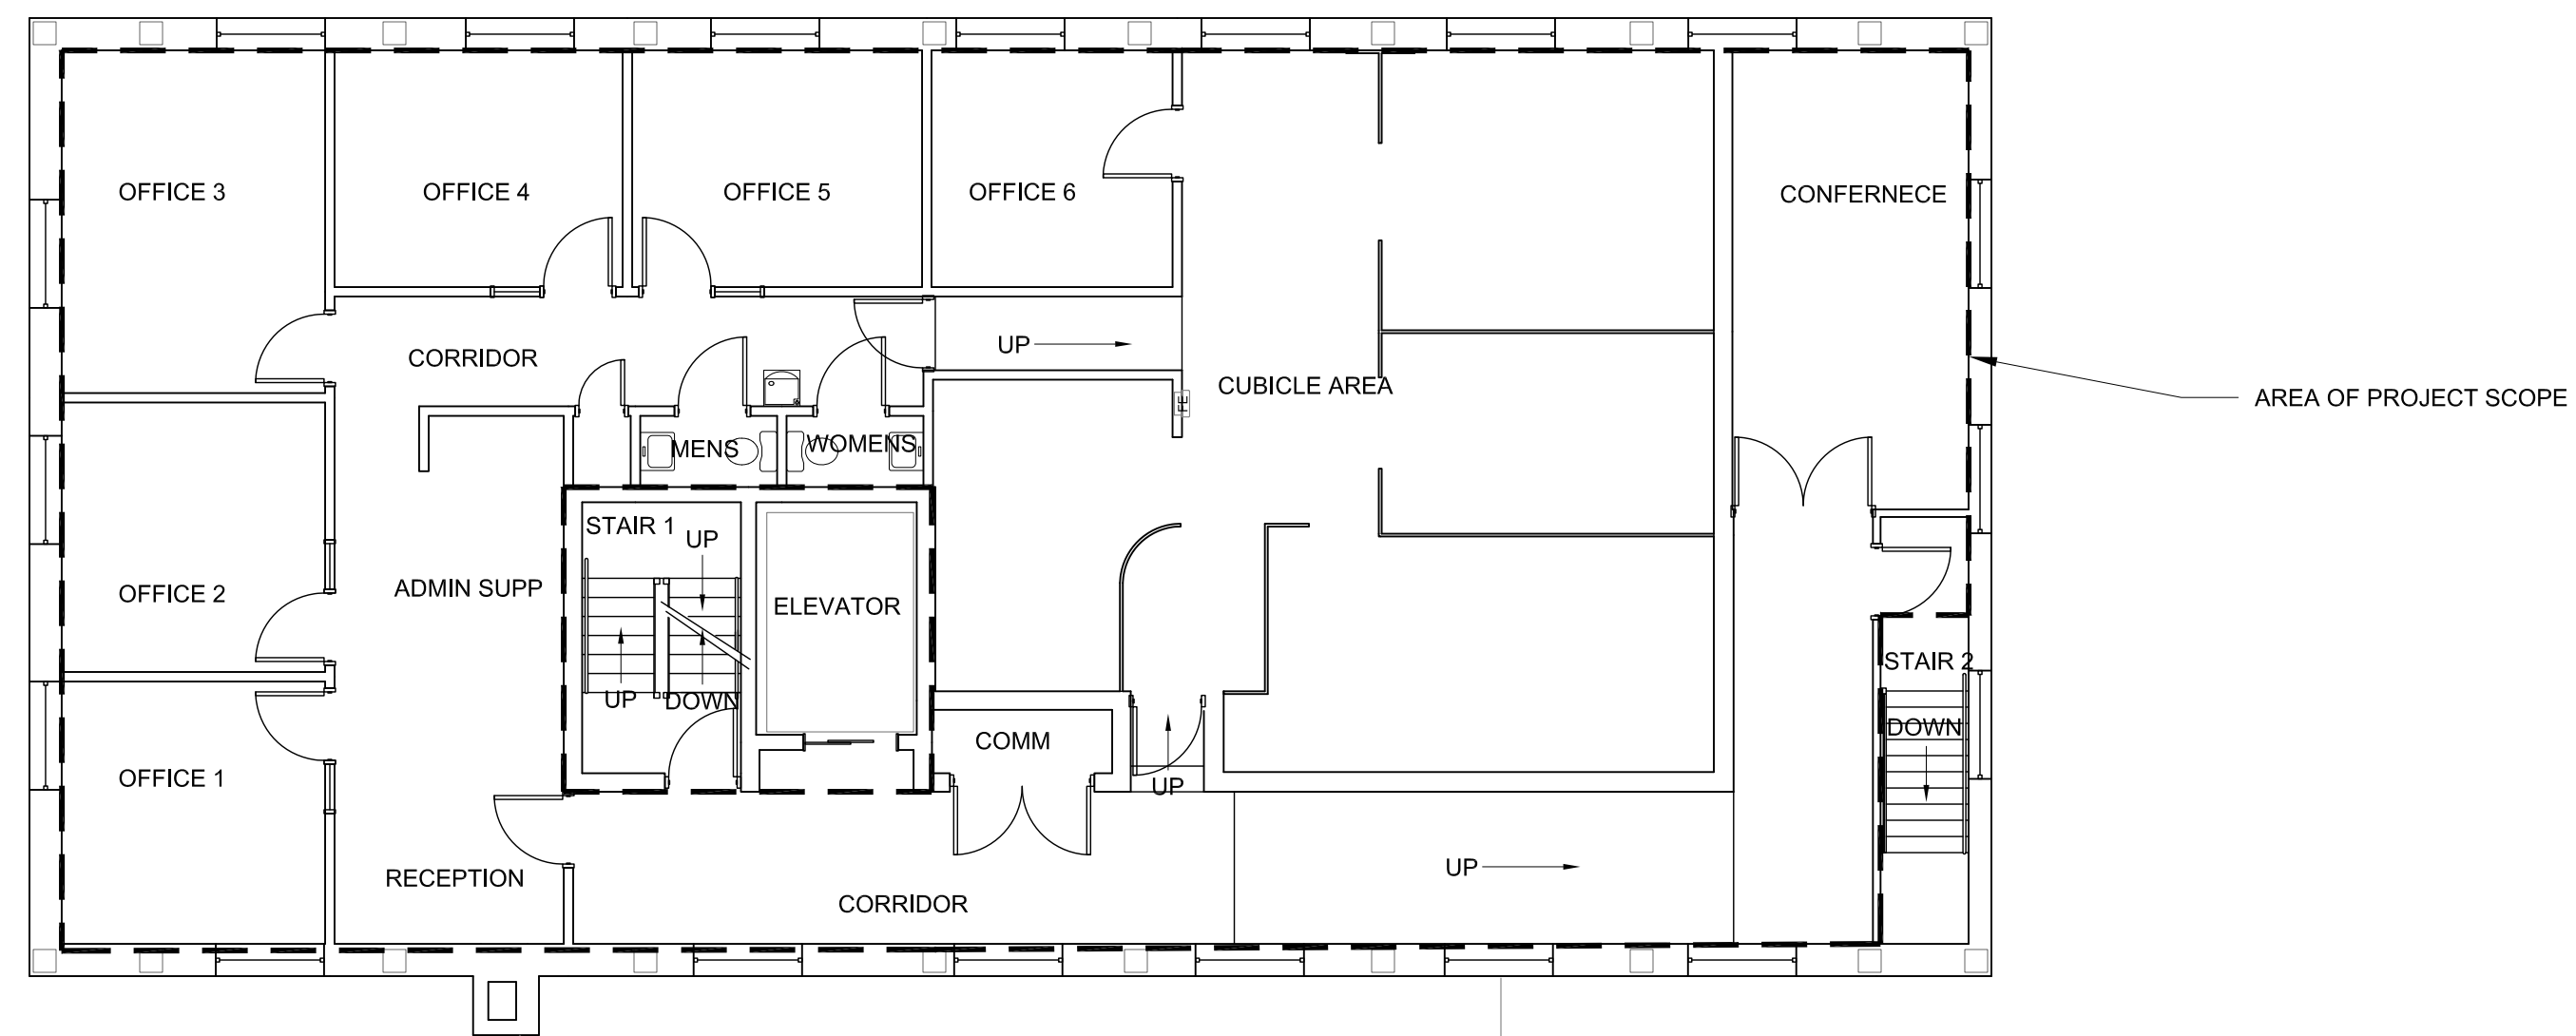 OFFICE 3
OFFICE 4
OFFICE 5
OFFICE 6
CONFERNECE
CORRIDOR
UP
CUBICLE AREA
FE
AREA OF PROJECT SCOPE
MENS
WOMENS
STAIR 1
UP
OFFICE 2
ADMIN SUPP
ELEVATOR
STAIR 2
UP
DOWN
DOWN
COMM
OFFICE 1
UP
UP
RECEPTION
CORRIDOR